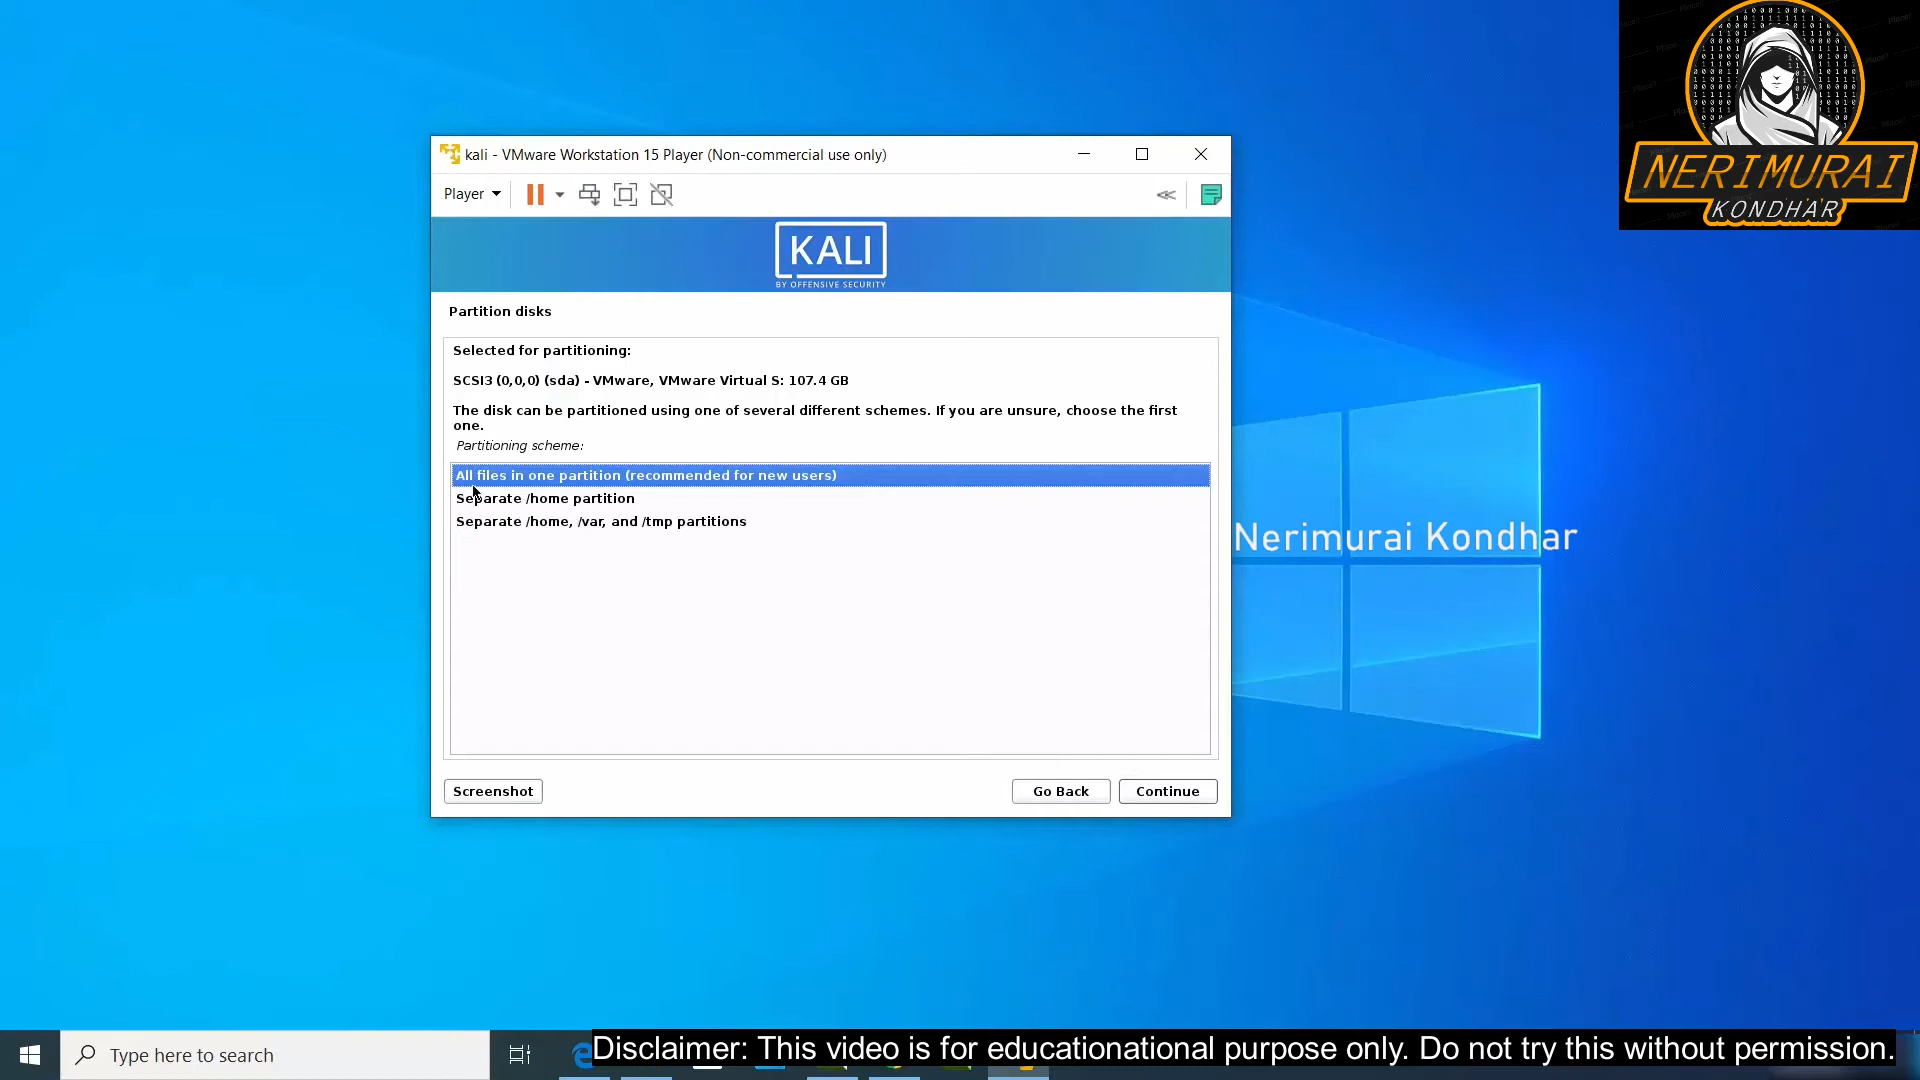 NERIMURAI
KONDHAR
kali - VMware Workstation 15 Player (Non-commercial use only)
Player
KALI
BY OFFENSIVE SECURITY
Partition disks
Selected for partitioning:
SCSI3 (0,0,0) (sda) - VMware, VMware Virtual S: 107.4 GB
The disk can be partitioned using one of several different schemes. If you are unsure, choose the first
one.
Partitioning scheme:
All files in one partition (recommended for new users)
Separate /home partition
Separate /home, /var, and /tmp partitions
Nerimurai Kondhar
Screenshot
Go Back
Continue
Type here to search
Disclaimer: This video is for educationational purpose only. Do not try this without permission.